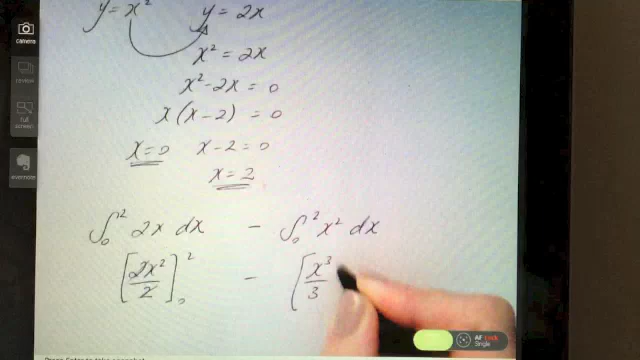 y = x² y = 2x
x² = 2x
x² - 2x = 0
x(x - 2) = 0
x = 0 x - 2 = 0
x = 2
∫₀² 2x dx - ∫₀² x² dx
[2x²/2]₀² - [x³/3
camera
review
full
screen
evernote
AF Lock
Single